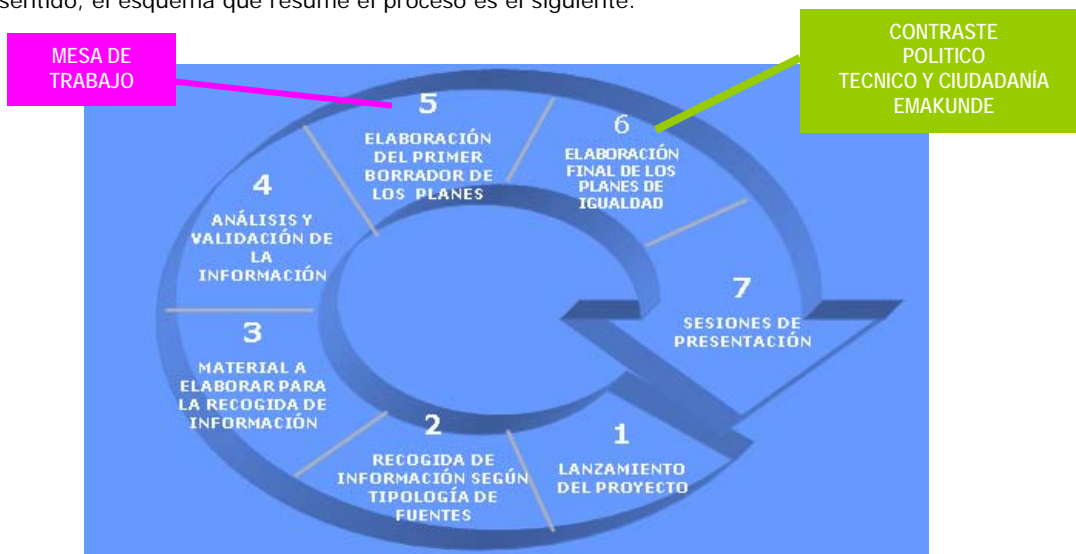 sentido, el esquema que resume el proceso es el siguiente:
MESA DE
TRABAJO
CONTRASTE
POLITICO
TECNICO Y CIUDADANÍA
EMAKUNDE
5
ELABORACIÓN
DEL PRIMER
BORRADOR DE
LOS PLANES
6
ELABORACIÓN
FINAL DE LOS
PLANES DE
IGUALDAD
4
ANÁLISIS Y
VALIDACIÓN DE
LA
INFORMACIÓN
7
SESIONES DE
PRESENTACIÓN
3
MATERIAL A
ELABORAR PARA
LA RECOGIDA DE
INFORMACIÓN
2
RECOGIDA DE
INFORMACIÓN SEGÚN
TIPOLOGÍA DE
FUENTES
1
LANZAMIENTO
DEL PROYECTO